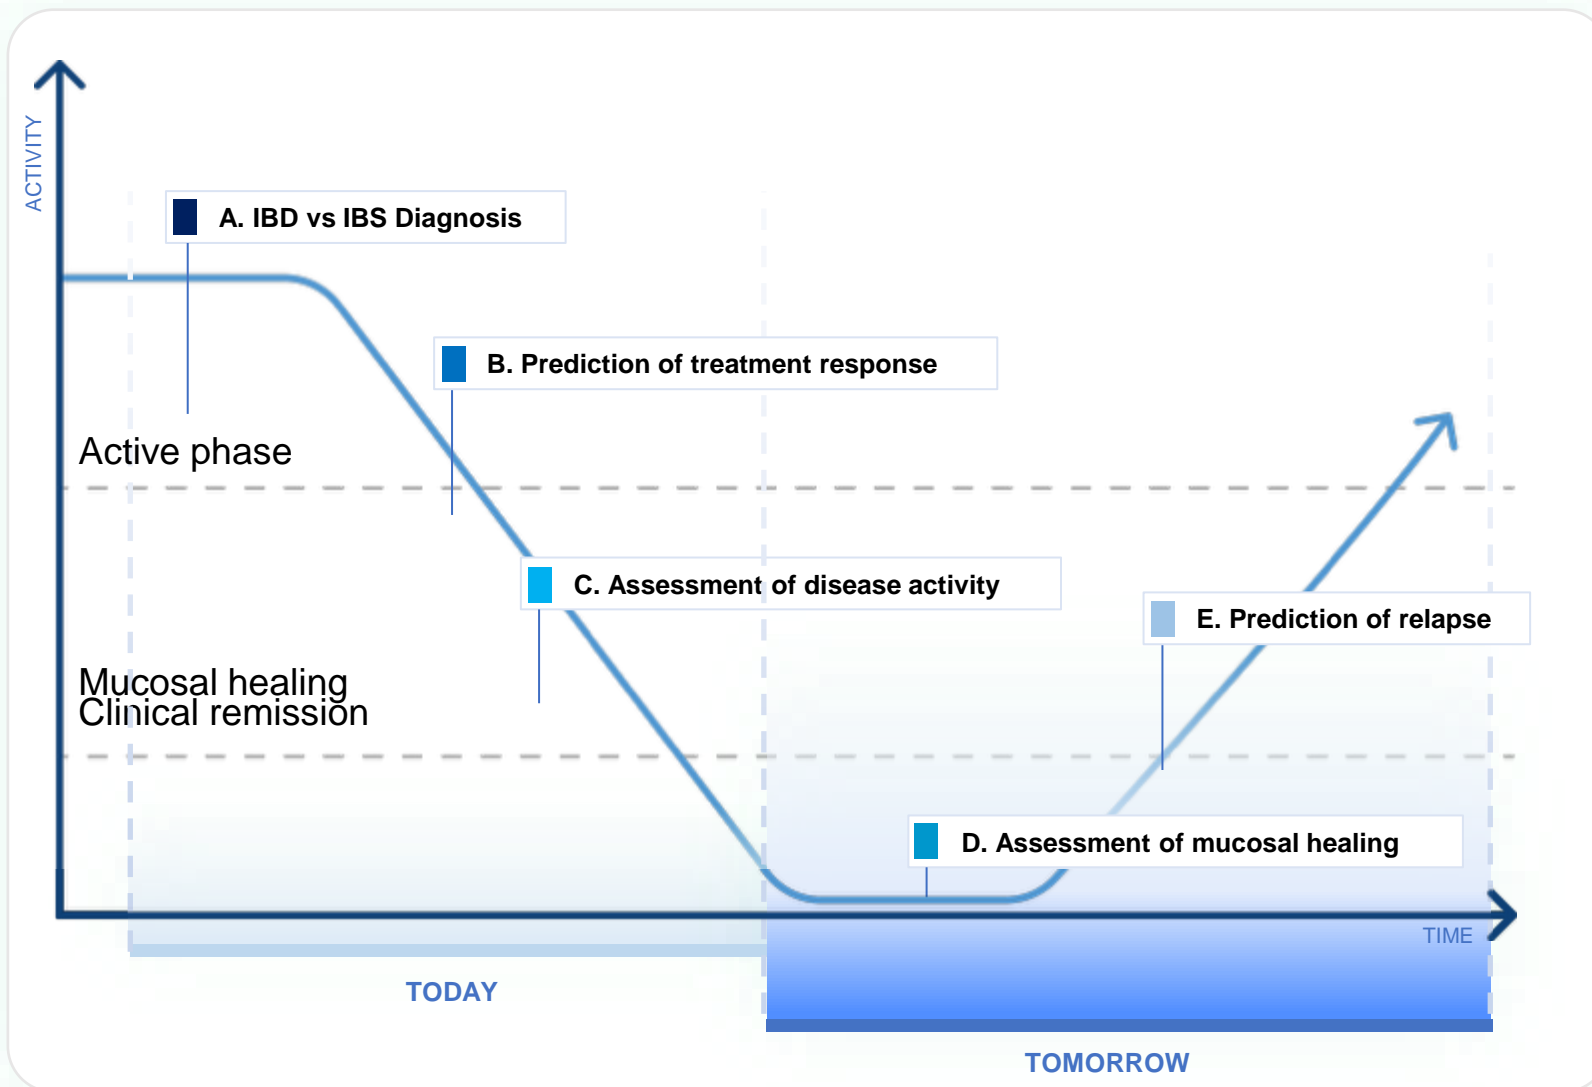 ACTIVITY
A. IBD vs IBS Diagnosis
B. Prediction of treatment response
Active phase
C. Assessment of disease activity
E. Prediction of relapse
Mucosal healing
Clinical remission
D. Assessment of mucosal healing
TIME
TODAY
TOMORROW